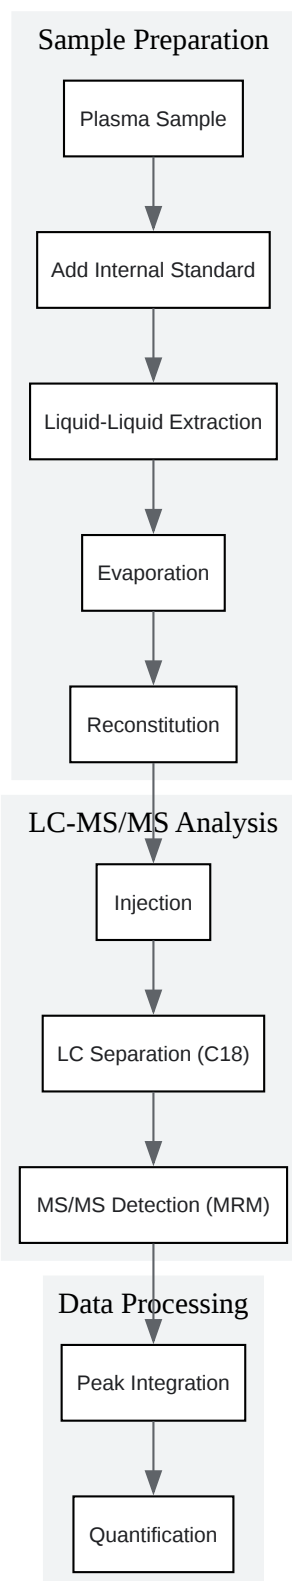 Sample Preparation
Plasma Sample
Add Internal Standard
Liquid-Liquid Extraction
Evaporation
Reconstitution
LC-MS/MS Analysis
Injection
LC Separation (C18)
MS/MS Detection (MRM)
Data Processing
Peak Integration
Quantification